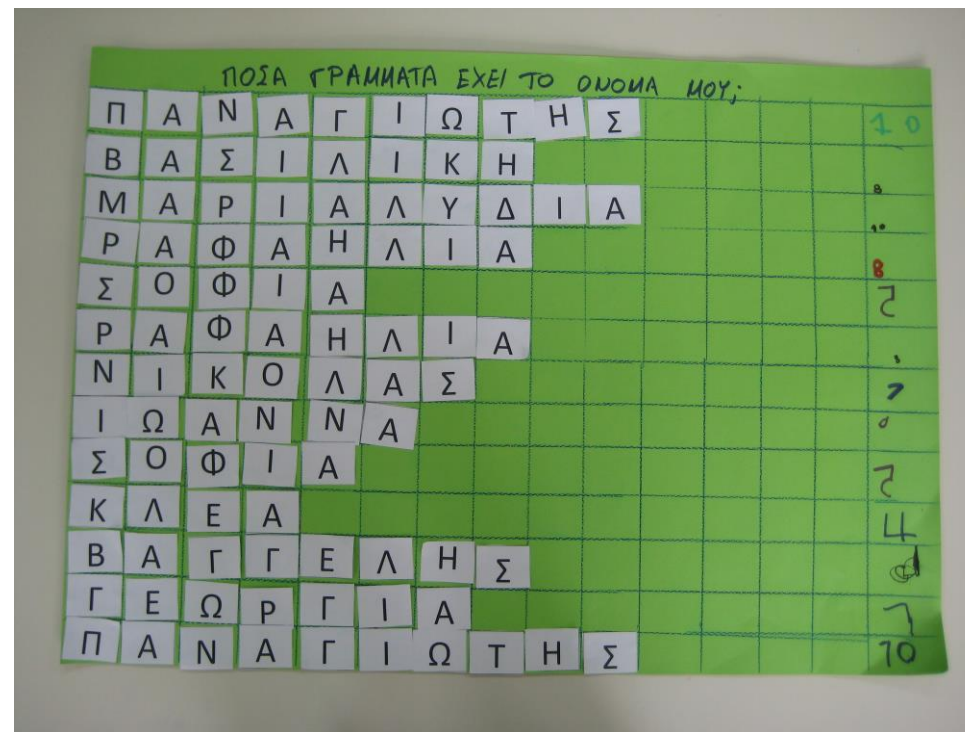 ΠΟΣΑ ΓΡΑΜΜΑΤΑ ΕΧΕΙ ΤΟ ΟΝΟΜΑ ΜΟΥ;
ΠΑΝΑΓΙΩΤΗΣ 10
ΒΑΣΙΛΙΚΗ 8
ΜΑΡΙΑΛΥΔΙΑ 10
ΡΑΦΑΗΛΙΑ 8
ΣΟΦΙΑ 5
ΡΑΦΑΗΛΙΑ
ΝΙΚΟΛΑΣ 7
ΙΩΑΝΝΑ
ΣΟΦΙΑ 5
ΚΛΕΑ 4
ΒΑΓΓΕΛΗΣ
ΓΕΩΡΓΙΑ 7
ΠΑΝΑΓΙΩΤΗΣ 10